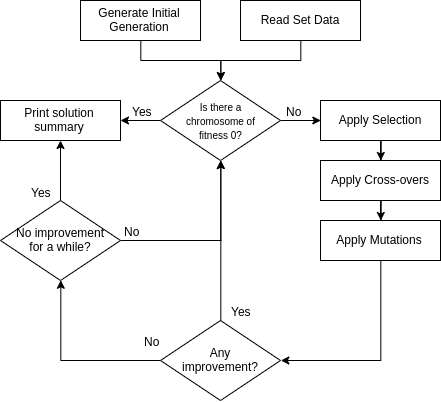 Generate Initial
Generation
Read Set Data
Is there a
chromosome of
fitness 0?
Yes
No
Print solution
summary
Apply Selection
Apply Cross-overs
Apply Mutations
Yes
No improvement
for a while?
No
Yes
No
Any
improvement?